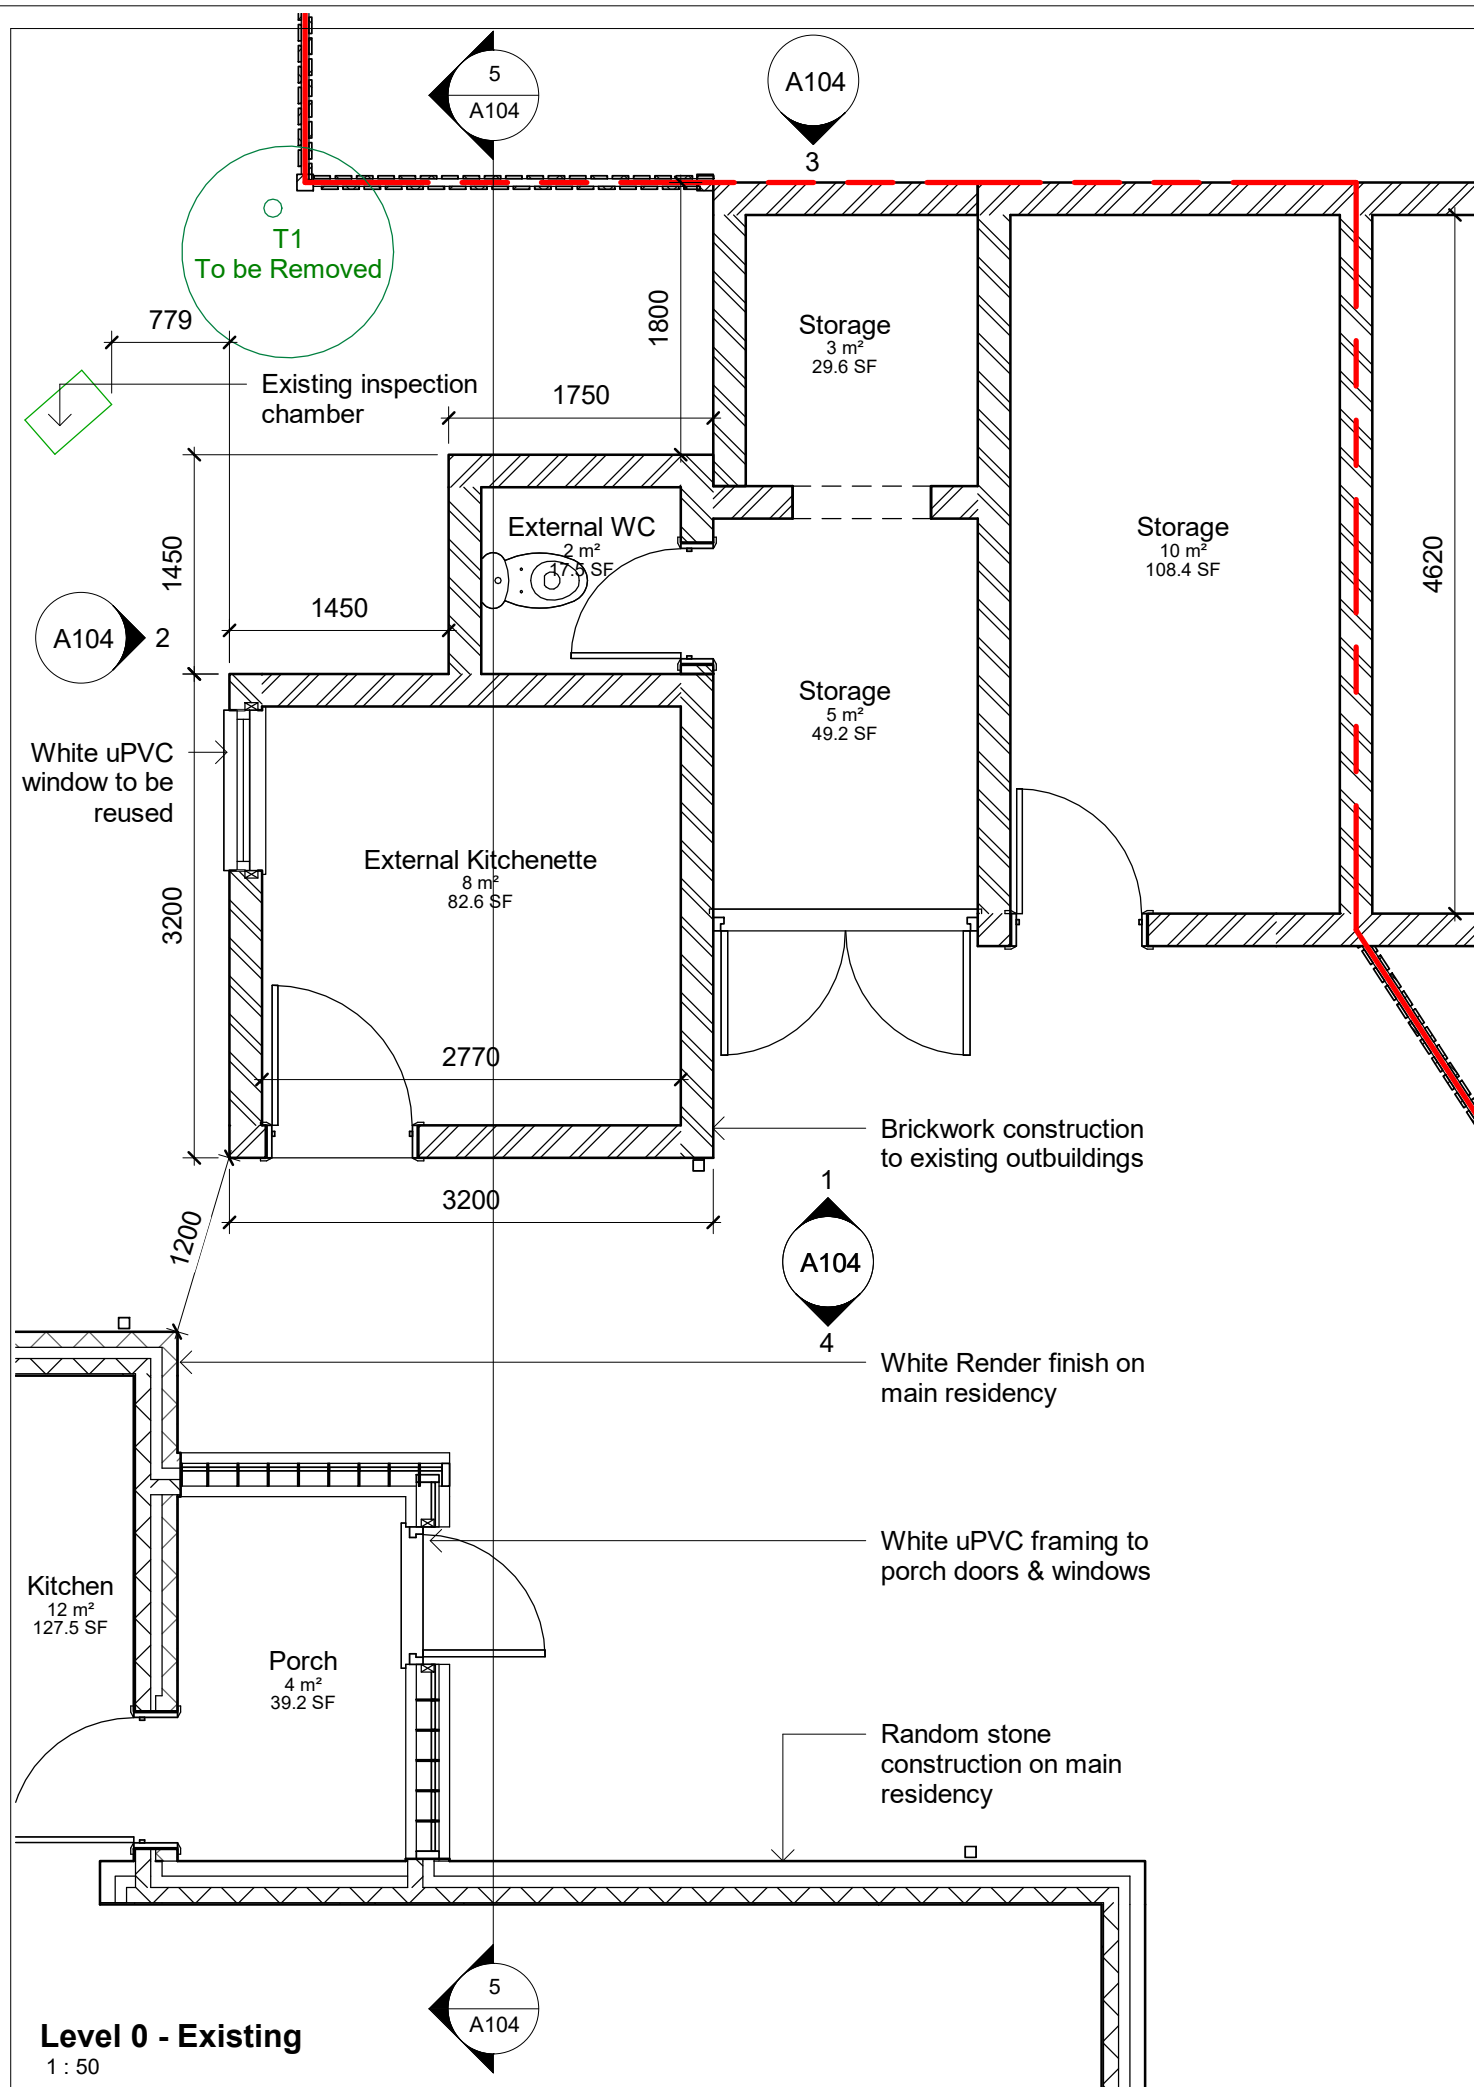 5
A104
A104
3
T1
To be Removed
779
1800
Storage
3 m²
29.6 SF
Existing inspection
chamber
1750
External WC
2 m²
17.5 SF
Storage
10 m²
108.4 SF
1450
4620
1450
A104
2
Storage
5 m²
49.2 SF
White uPVC
window to be
reused
External Kitchenette
8 m²
82.6 SF
3200
2770
Brickwork construction
to existing outbuildings
1
3200
1200
A104
4
White Render finish on
main residency
White uPVC framing to
porch doors & windows
Kitchen
12 m²
127.5 SF
Porch
4 m²
39.2 SF
Random stone
construction on main
residency
5
A104
Level 0 - Existing
1 : 50